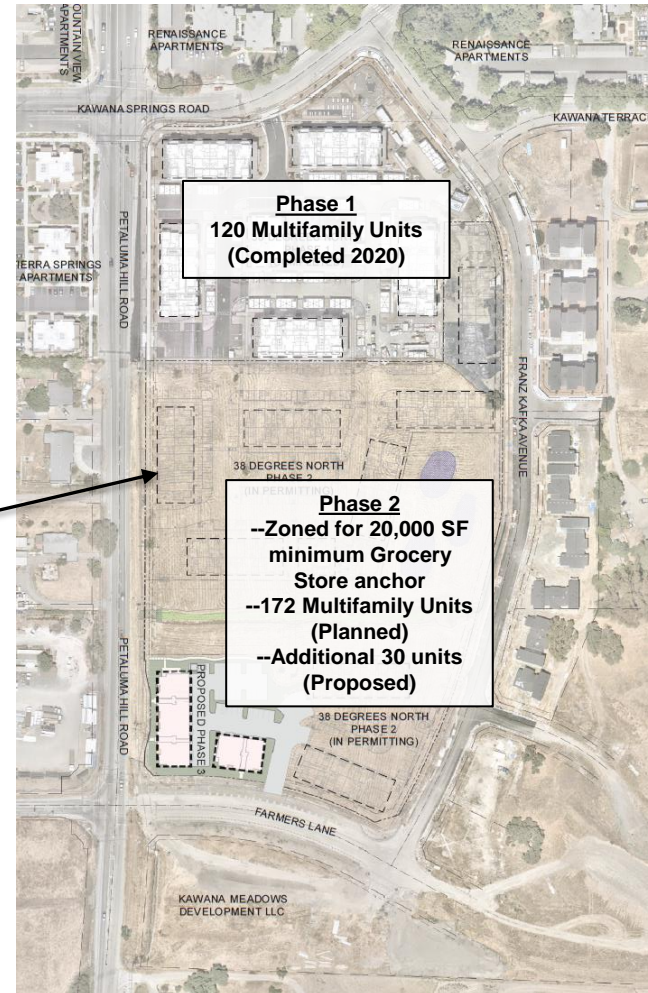 MOUNTAIN VIEW
APARTMENTS
RENAISSANCE
APARTMENTS
RENAISSANCE
APARTMENTS
KAWANA SPRINGS ROAD
KAWANA TERRAC
Phase 1
120 Multifamily Units
(Completed 2020)
PETALUMA HILL ROAD
TIERRA SPRINGS
APARTMENTS
FRANZ KAFKA AVENUE
38 DEGREES NORTH
PHASE 2
(IN PERMITTING)
Phase 2
--Zoned for 20,000 SF
minimum Grocery
Store anchor
--172 Multifamily Units
(Planned)
--Additional 30 units
(Proposed)
PETALUMA HILL ROAD
PROPOSED PHASE 3
38 DEGREES NORTH
PHASE 2
(IN PERMITTING)
FARMERS LANE
KAWANA MEADOWS
DEVELOPMENT LLC